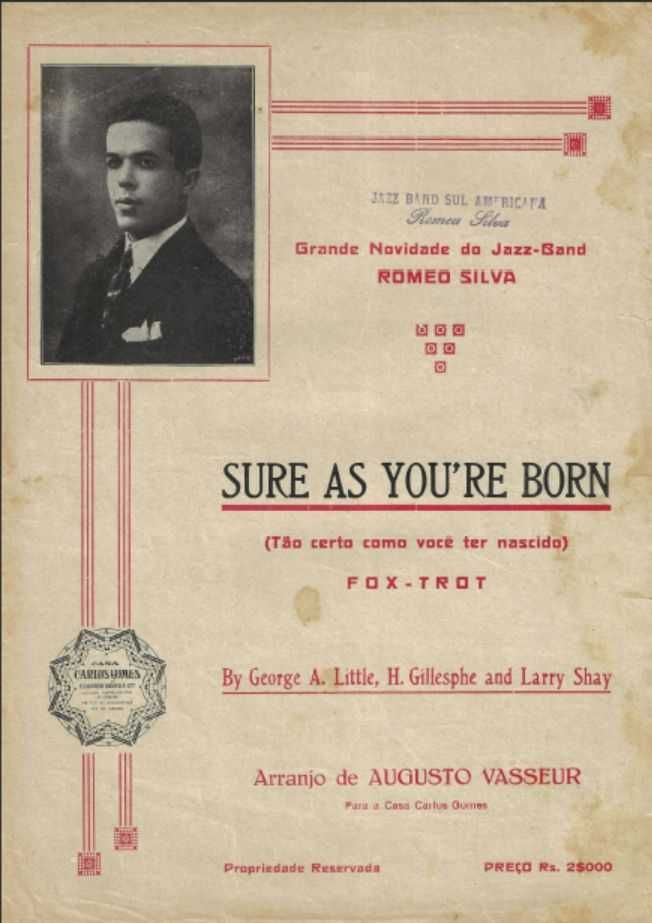 JAZZ BAND SUL AMERICANA
Romeu Silva
Grande Novidade do Jazz-Band
ROMEO SILVA
SURE AS YOU'RE BORN
(Tão certo como você ter nascido)
FOX-TROT
By George A. Little, H. Gillesphe and Larry Shay
CASA
CARLOS GOMES
Arranjo de AUGUSTO VASSEUR
Para a Casa Carlos Gomes
Propriedade Reservada
PREÇO Rs. 2$000